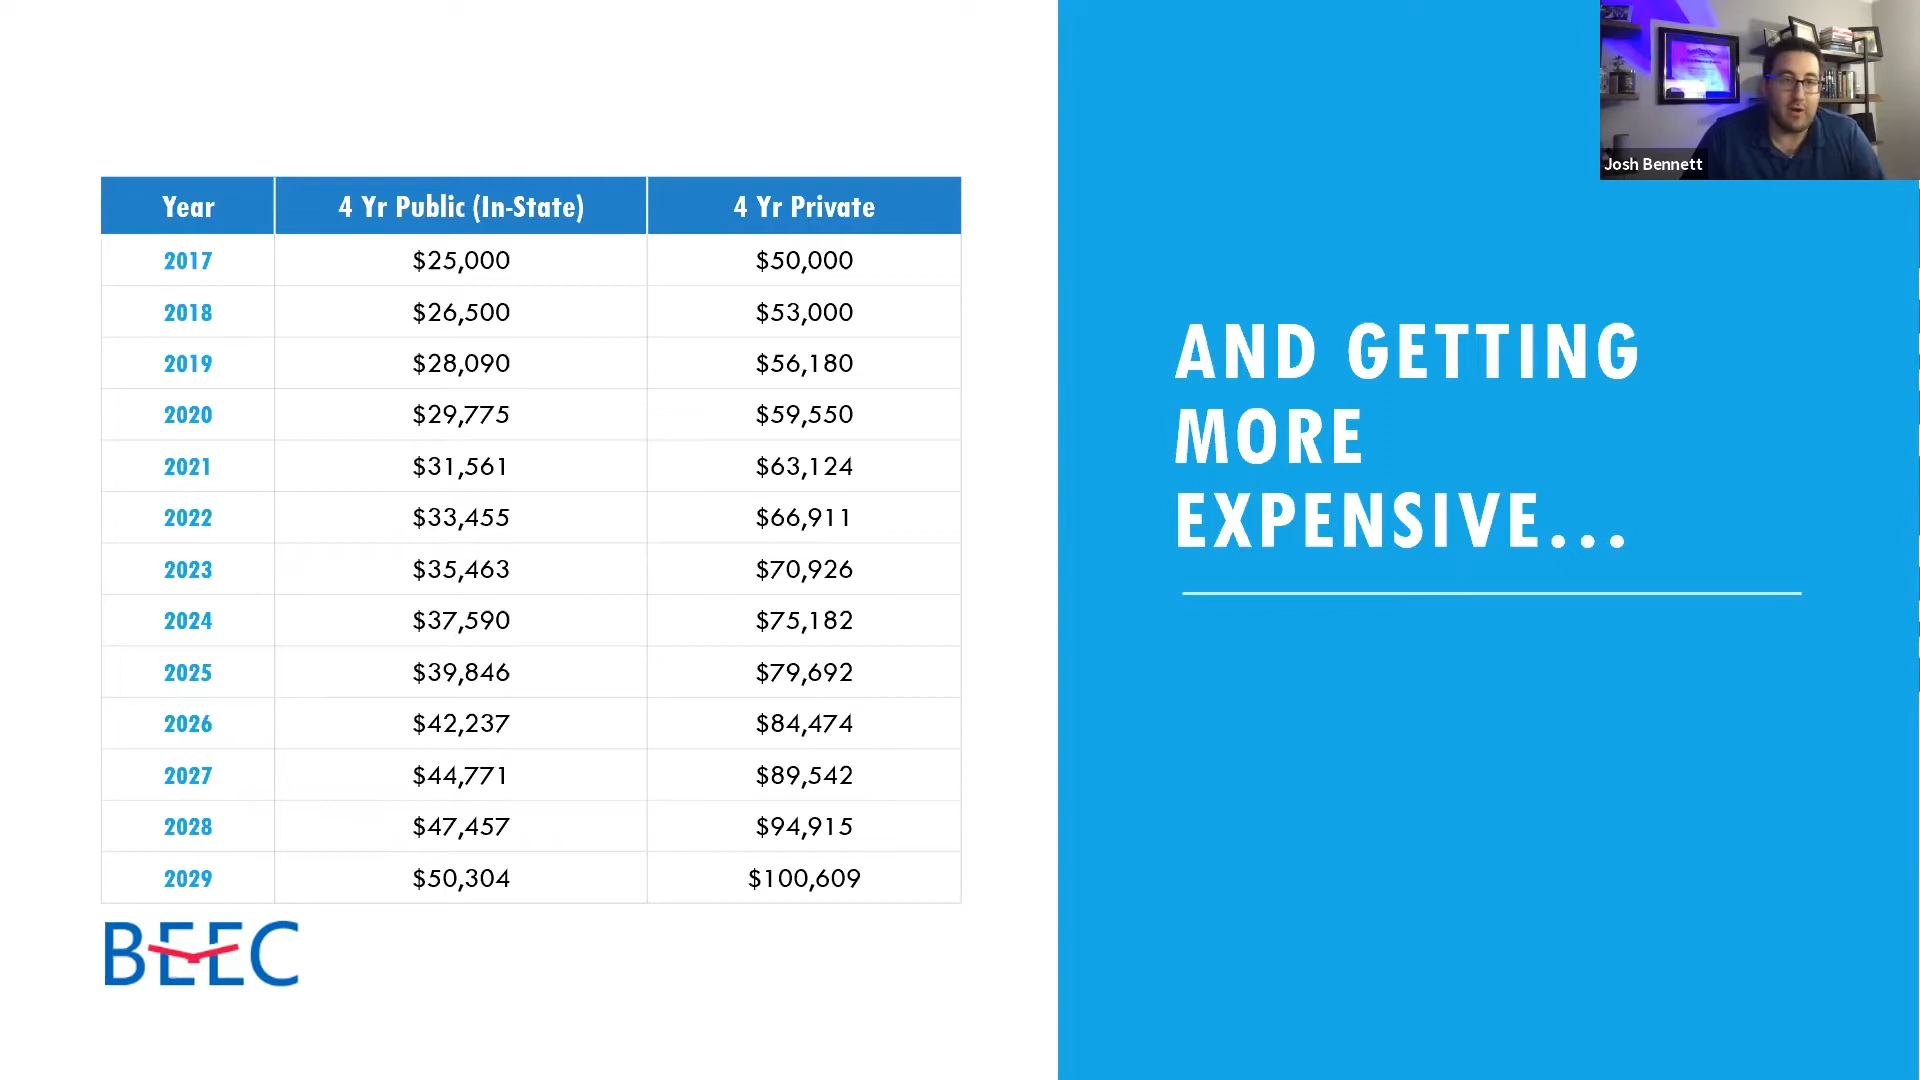 Josh Bennett
Year 4 Yr Public (In-State) 4 Yr Private
2017 $25,000 $50,000
2018 $26,500 $53,000
2019 $28,090 $56,180
2020 $29,775 $59,550
2021 $31,561 $63,124
2022 $33,455 $66,911
2023 $35,463 $70,926
2024 $37,590 $75,182
2025 $39,846 $79,692
2026 $42,237 $84,474
2027 $44,771 $89,542
2028 $47,457 $94,915
2029 $50,304 $100,609
BEEC
AND GETTING
MORE
EXPENSIVE...